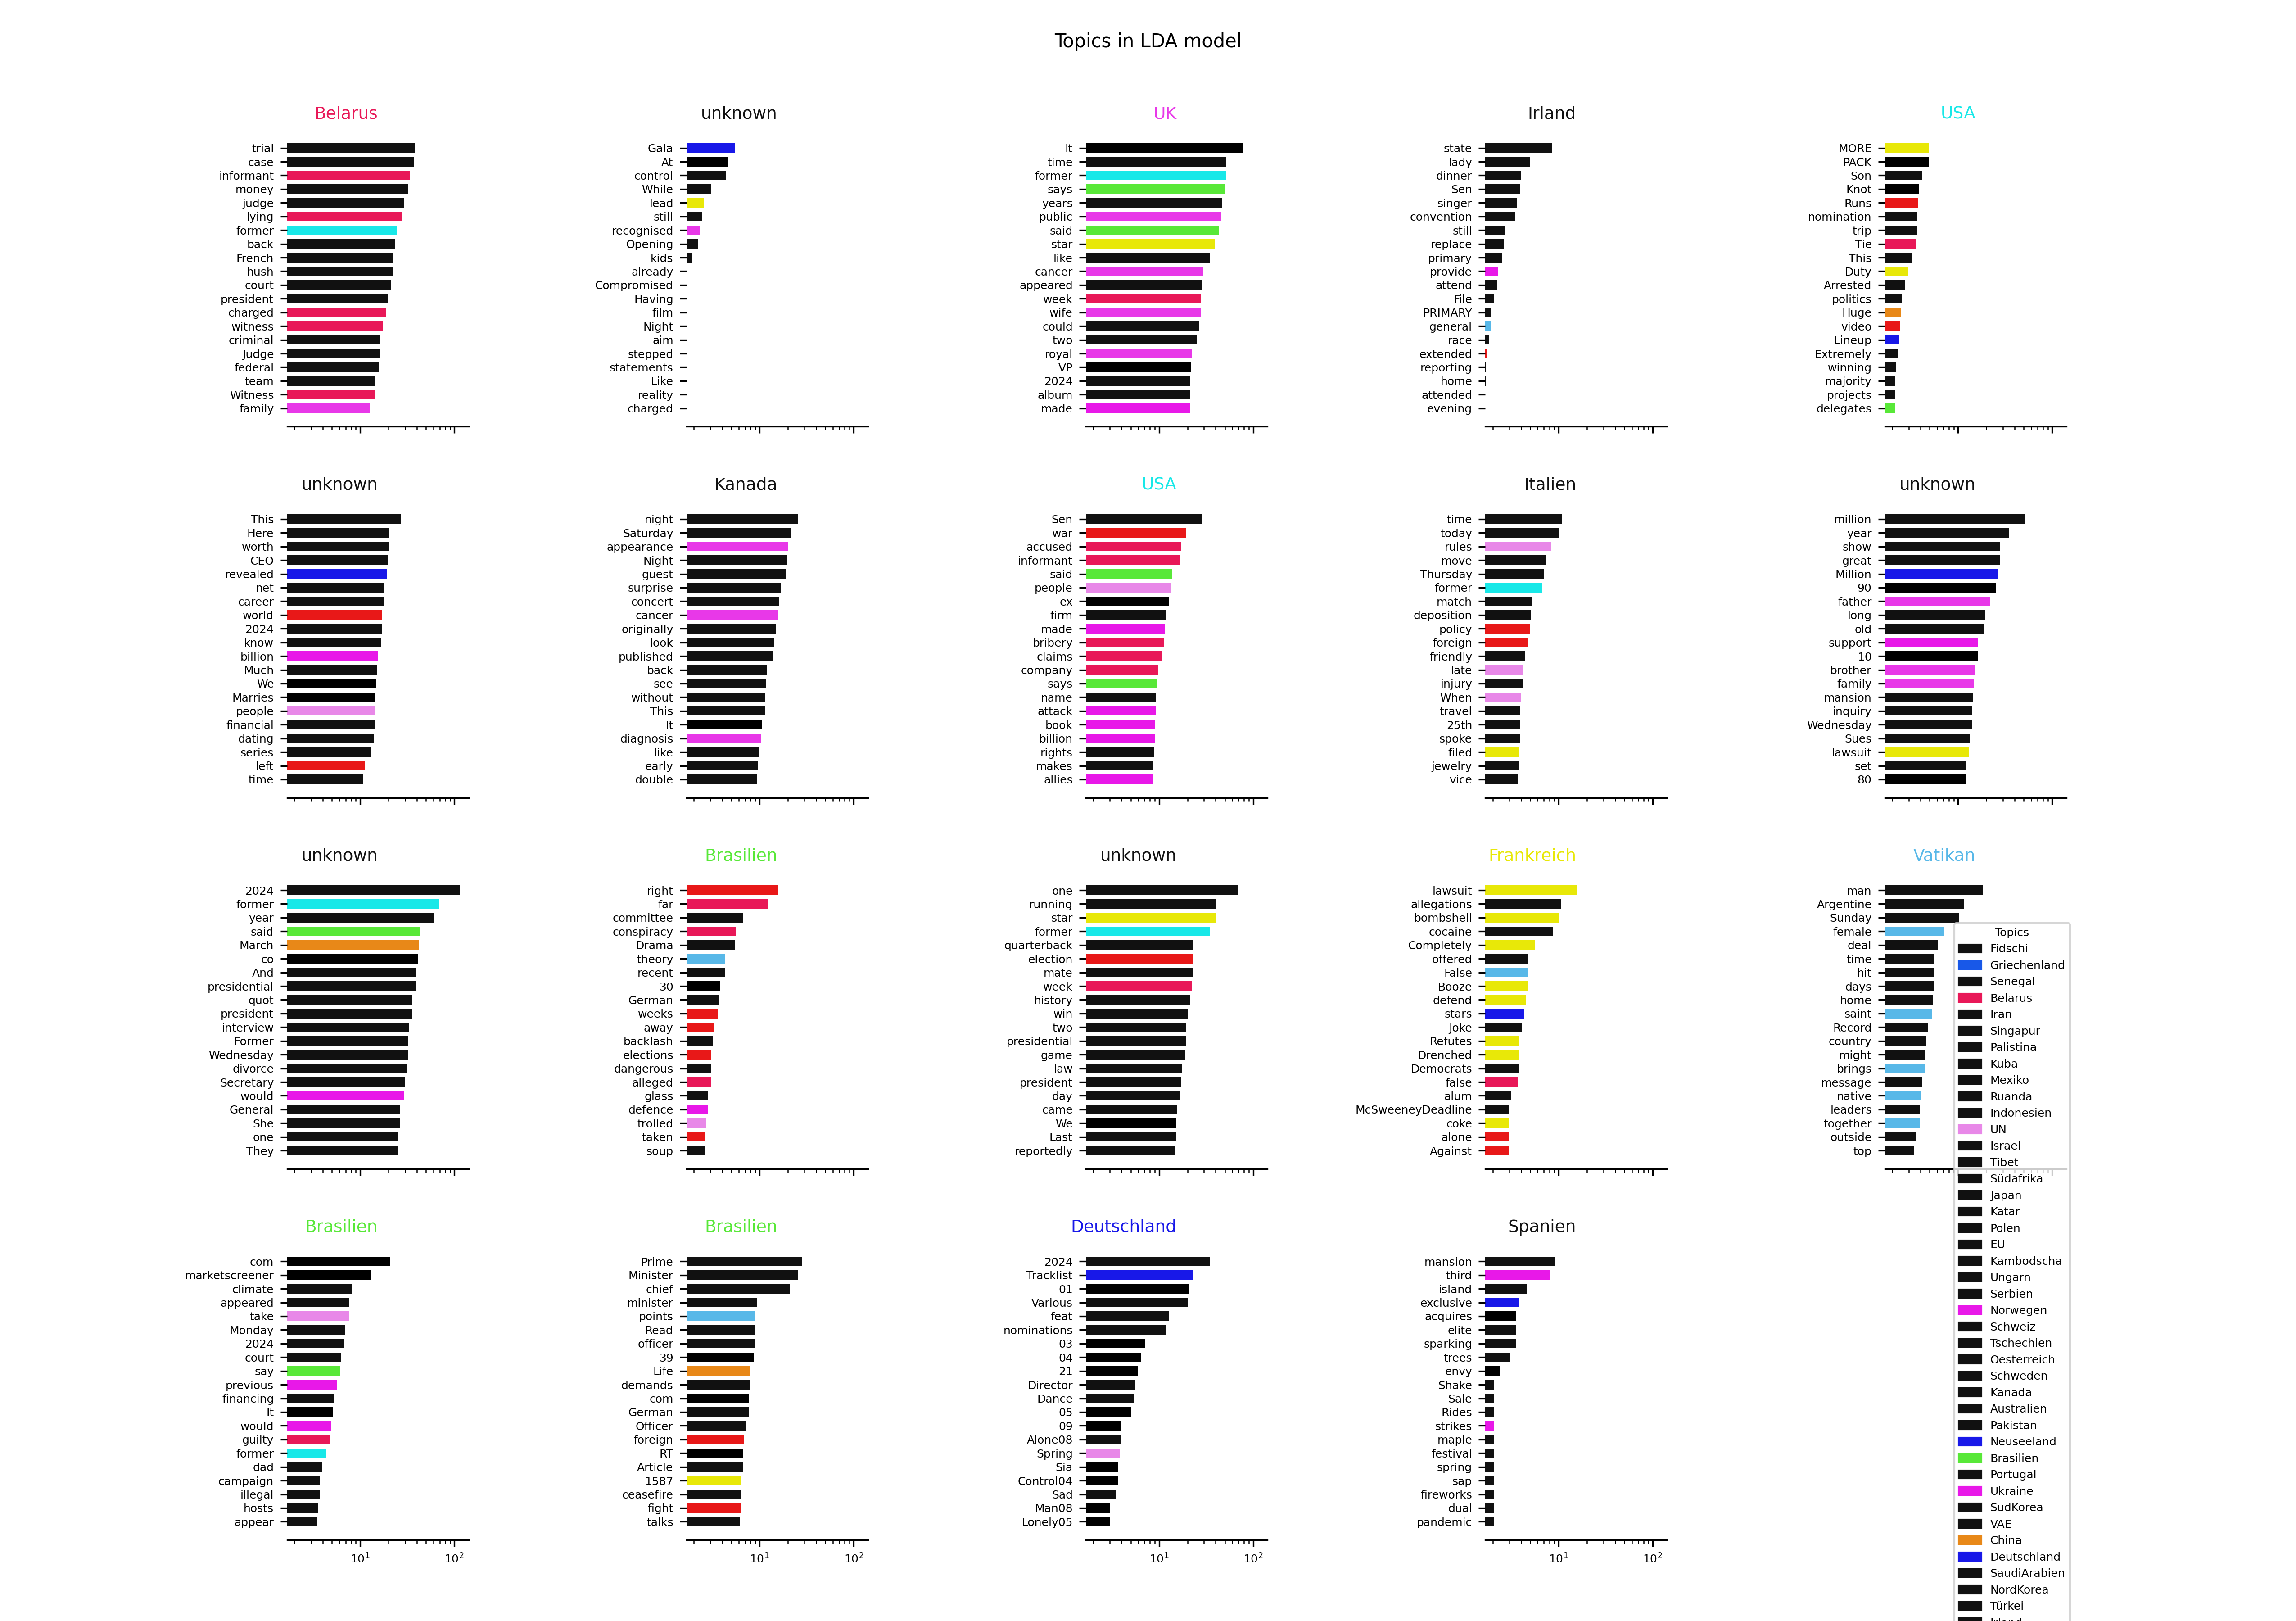 Topics in LDA model
Belarus
trial
case
informant
money
judge
lying
former
back
French
hush
court
president
charged
witness
criminal
Judge
federal
team
Witness
family
unknown
Gala
At
control
While
lead
still
recognised
Opening
kids
already
Compromised
Having
film
Night
aim
stepped
statements
Like
reality
charged
UK
It
time
former
says
years
public
said
star
like
cancer
appeared
week
wife
could
two
royal
VP
2024
album
made
Irland
state
lady
dinner
Sen
singer
convention
still
replace
primary
provide
attend
File
PRIMARY
general
race
extended
reporting
home
attended
evening
USA
MORE
PACK
Son
Knot
Runs
nomination
trip
Tie
This
Duty
Arrested
politics
Huge
video
Lineup
Extremely
winning
majority
projects
delegates
unknown
This
Here
worth
CEO
revealed
net
career
world
2024
know
billion
Much
We
Marries
people
financial
dating
series
left
time
Kanada
night
Saturday
appearance
Night
guest
surprise
concert
cancer
originally
look
published
back
see
without
This
It
diagnosis
like
early
double
USA
Sen
war
accused
informant
said
people
ex
firm
made
bribery
claims
company
says
name
attack
book
billion
rights
makes
allies
Italien
time
today
rules
move
Thursday
former
match
deposition
policy
foreign
friendly
late
injury
When
travel
25th
spoke
filed
jewelry
vice
unknown
million
year
show
great
Million
90
father
long
old
support
10
brother
family
mansion
inquiry
Wednesday
Sues
lawsuit
set
80
unknown
2024
former
year
said
March
co
And
presidential
quot
president
interview
Former
Wednesday
divorce
Secretary
would
General
She
one
They
Brasilien
right
far
committee
conspiracy
Drama
theory
recent
30
German
weeks
away
backlash
elections
dangerous
alleged
glass
defence
trolled
taken
soup
unknown
one
running
star
former
quarterback
election
mate
week
history
win
two
presidential
game
law
president
day
came
We
Last
reportedly
Frankreich
lawsuit
allegations
bombshell
cocaine
Completely
offered
False
Booze
defend
stars
Joke
Refutes
Drenched
Democrats
false
alum
McSweeneyDeadline
coke
alone
Against
Vatikan
man
Argentine
Sunday
female
deal
time
hit
days
home
saint
Record
country
might
brings
message
native
leaders
together
outside
top
Brasilien
com
marketscreener
climate
appeared
take
Monday
2024
court
say
previous
financing
It
would
guilty
former
dad
campaign
illegal
hosts
appear
10¹ 10²
Brasilien
Prime
Minister
chief
minister
points
Read
officer
39
Life
demands
com
German
Officer
foreign
RT
Article
1587
ceasefire
fight
talks
10¹ 10²
Deutschland
2024
Tracklist
01
Various
feat
nominations
03
04
21
Director
Dance
05
09
Alone08
Spring
Sia
Control04
Sad
Man08
Lonely05
10¹ 10²
Spanien
mansion
third
island
exclusive
acquires
elite
sparking
trees
envy
Shake
Sale
Rides
strikes
maple
festival
spring
sap
fireworks
dual
pandemic
10¹ 10²
Topics
Fidschi
Griechenland
Senegal
Belarus
Iran
Singapur
Palistina
Kuba
Mexiko
Ruanda
Indonesien
UN
Israel
Tibet
Südafrika
Japan
Katar
Polen
EU
Kambodscha
Ungarn
Serbien
Norwegen
Schweiz
Tschechien
Oesterreich
Schweden
Kanada
Australien
Pakistan
Neuseeland
Brasilien
Portugal
Ukraine
SüdKorea
VAE
China
Deutschland
SaudiArabien
NordKorea
Türkei